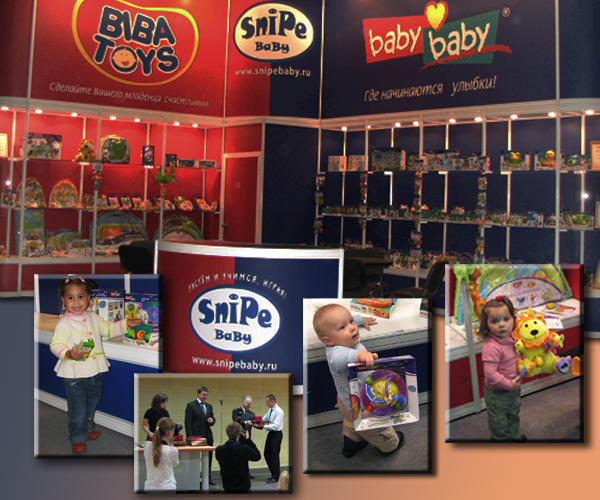 BIBA
TOYS
Сделайте Вашего младенца счастливым!
SNiPe
BaBy
www.snipebaby.ru
baby baby
®
Где начинаются улыбки!
РАСТЁМ И УЧИМСЯ, ИГРАЯ!
SNiPe
BaBy
www.snipebaby.ru